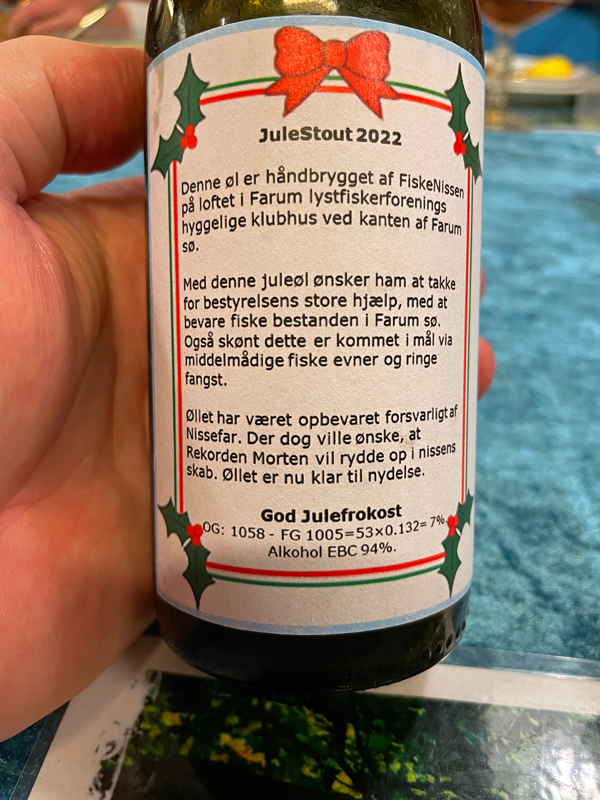 JuleStout 2022
Denne øl er håndbrygget af FiskeNissen
på loftet i Farum lystfiskerforenings
hyggelige klubhus ved kanten af Farum
sø.
Med denne juleøl ønsker ham at takke
for bestyrelsens store hjælp, med at
bevare fiske bestanden i Farum sø.
Også skønt dette er kommet i mål via
middelmådige fiske evner og ringe
fangst.
Øllet har været opbevaret forsvarligt af
Nissefar. Der dog ville ønske, at
Rekorden Morten vil rydde op i nissens
skab. Øllet er nu klar til nydelse.
God Julefrokost
OG: 1058 - FG 1005=53x0.132= 7%.
Alkohol EBC 94%.